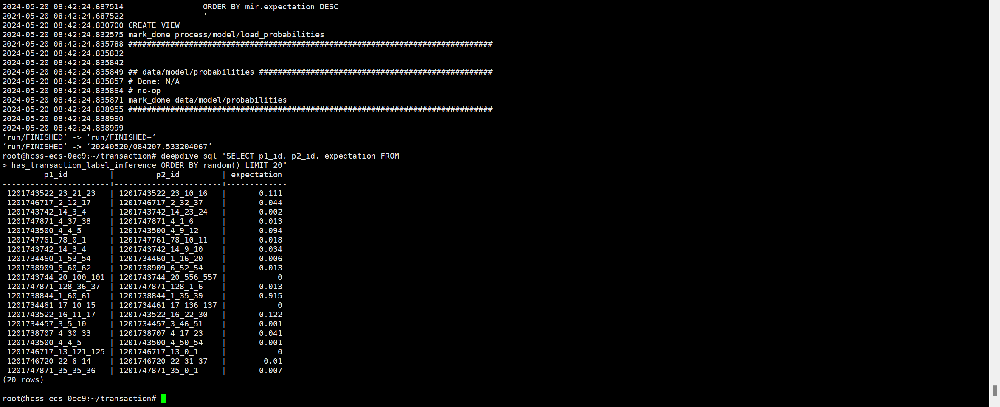 2024-05-20 08:42:24.687514                 ORDER BY mir.expectation DESC
2024-05-20 08:42:24.687522                 '
2024-05-20 08:42:24.830700 CREATE VIEW
2024-05-20 08:42:24.832575 mark_done process/model/load_probabilities
2024-05-20 08:42:24.835788 ##############################################################################
2024-05-20 08:42:24.835832
2024-05-20 08:42:24.835842
2024-05-20 08:42:24.835849 ## data/model/probabilities ##################################################
2024-05-20 08:42:24.835857 # Done: N/A
2024-05-20 08:42:24.835864 # no-op
2024-05-20 08:42:24.835871 mark_done data/model/probabilities
2024-05-20 08:42:24.838955 ##############################################################################
2024-05-20 08:42:24.838990
2024-05-20 08:42:24.838999
‘run/FINISHED’ -> ‘run/FINISHED~’
‘run/FINISHED’ -> ‘20240520/084207.533204067’
root@hcss-ecs-0ec9:~/transaction# deepdive sql "SELECT p1_id, p2_id, expectation FROM
> has_transaction_label_inference ORDER BY random() LIMIT 20"
         p1_id         |         p2_id         | expectation
-----------------------+-----------------------+-------------
 1201743522_23_21_23   | 1201743522_23_10_16   |       0.111
 1201746717_2_12_17    | 1201746717_2_32_37    |       0.044
 1201743742_14_3_4     | 1201743742_14_23_24   |       0.002
 1201747871_4_37_38    | 1201747871_4_1_6      |       0.013
 1201743500_4_4_5      | 1201743500_4_9_12     |       0.094
 1201747761_78_0_1     | 1201747761_78_10_11   |       0.018
 1201743742_14_3_4     | 1201743742_14_9_10    |       0.034
 1201734460_1_53_54    | 1201734460_1_16_20    |       0.006
 1201738909_6_60_62    | 1201738909_6_52_54    |       0.013
 1201743744_20_100_101 | 1201743744_20_556_557 |           0
 1201747871_128_36_37  | 1201747871_128_1_6    |       0.013
 1201738844_1_60_61    | 1201738844_1_35_39    |       0.915
 1201734461_17_10_15   | 1201734461_17_136_137 |           0
 1201743522_16_11_17   | 1201743522_16_22_30   |       0.122
 1201734457_3_5_10     | 1201734457_3_46_51    |       0.001
 1201738707_4_30_33    | 1201738707_4_17_23    |       0.041
 1201743500_4_4_5      | 1201743500_4_50_54    |       0.001
 1201746717_13_121_125 | 1201746717_13_0_1     |           0
 1201746720_22_6_14    | 1201746720_22_31_37   |        0.01
 1201747871_35_35_36   | 1201747871_35_0_1     |       0.007
(20 rows)
root@hcss-ecs-0ec9:~/transaction#